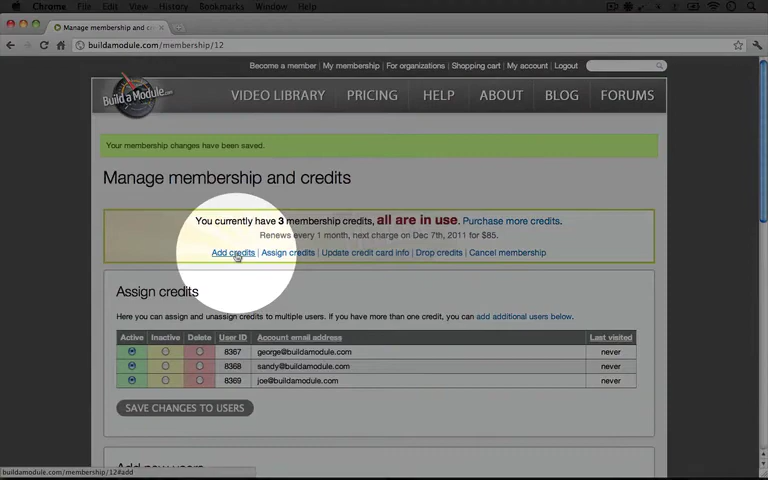 Chrome File Edit View History Bookmarks Window Help
Manage membership and cr
buildamodule.com/membership/12
Become a member | My membership | For organizations | Shopping cart | My account | Logout
Build a Module.com
VIDEO LIBRARY PRICING HELP ABOUT BLOG FORUMS
Your membership changes have been saved.
Manage membership and credits
You currently have 3 membership credits, all are in use. Purchase more credits.
Renews every 1 month, next charge on Dec 7th, 2011 for $85.
Add credits | Assign credits | Update credit card info | Drop credits | Cancel membership
Assign credits
Here you can assign and unassign credits to multiple users. If you have more than one credit, you can add additional users below.
Active Inactive Delete User ID Account email address Last visited
8367 george@buildamodule.com never
8368 sandy@buildamodule.com never
8369 joe@buildamodule.com never
SAVE CHANGES TO USERS
Add new users
buildamodule.com/membership/12#add